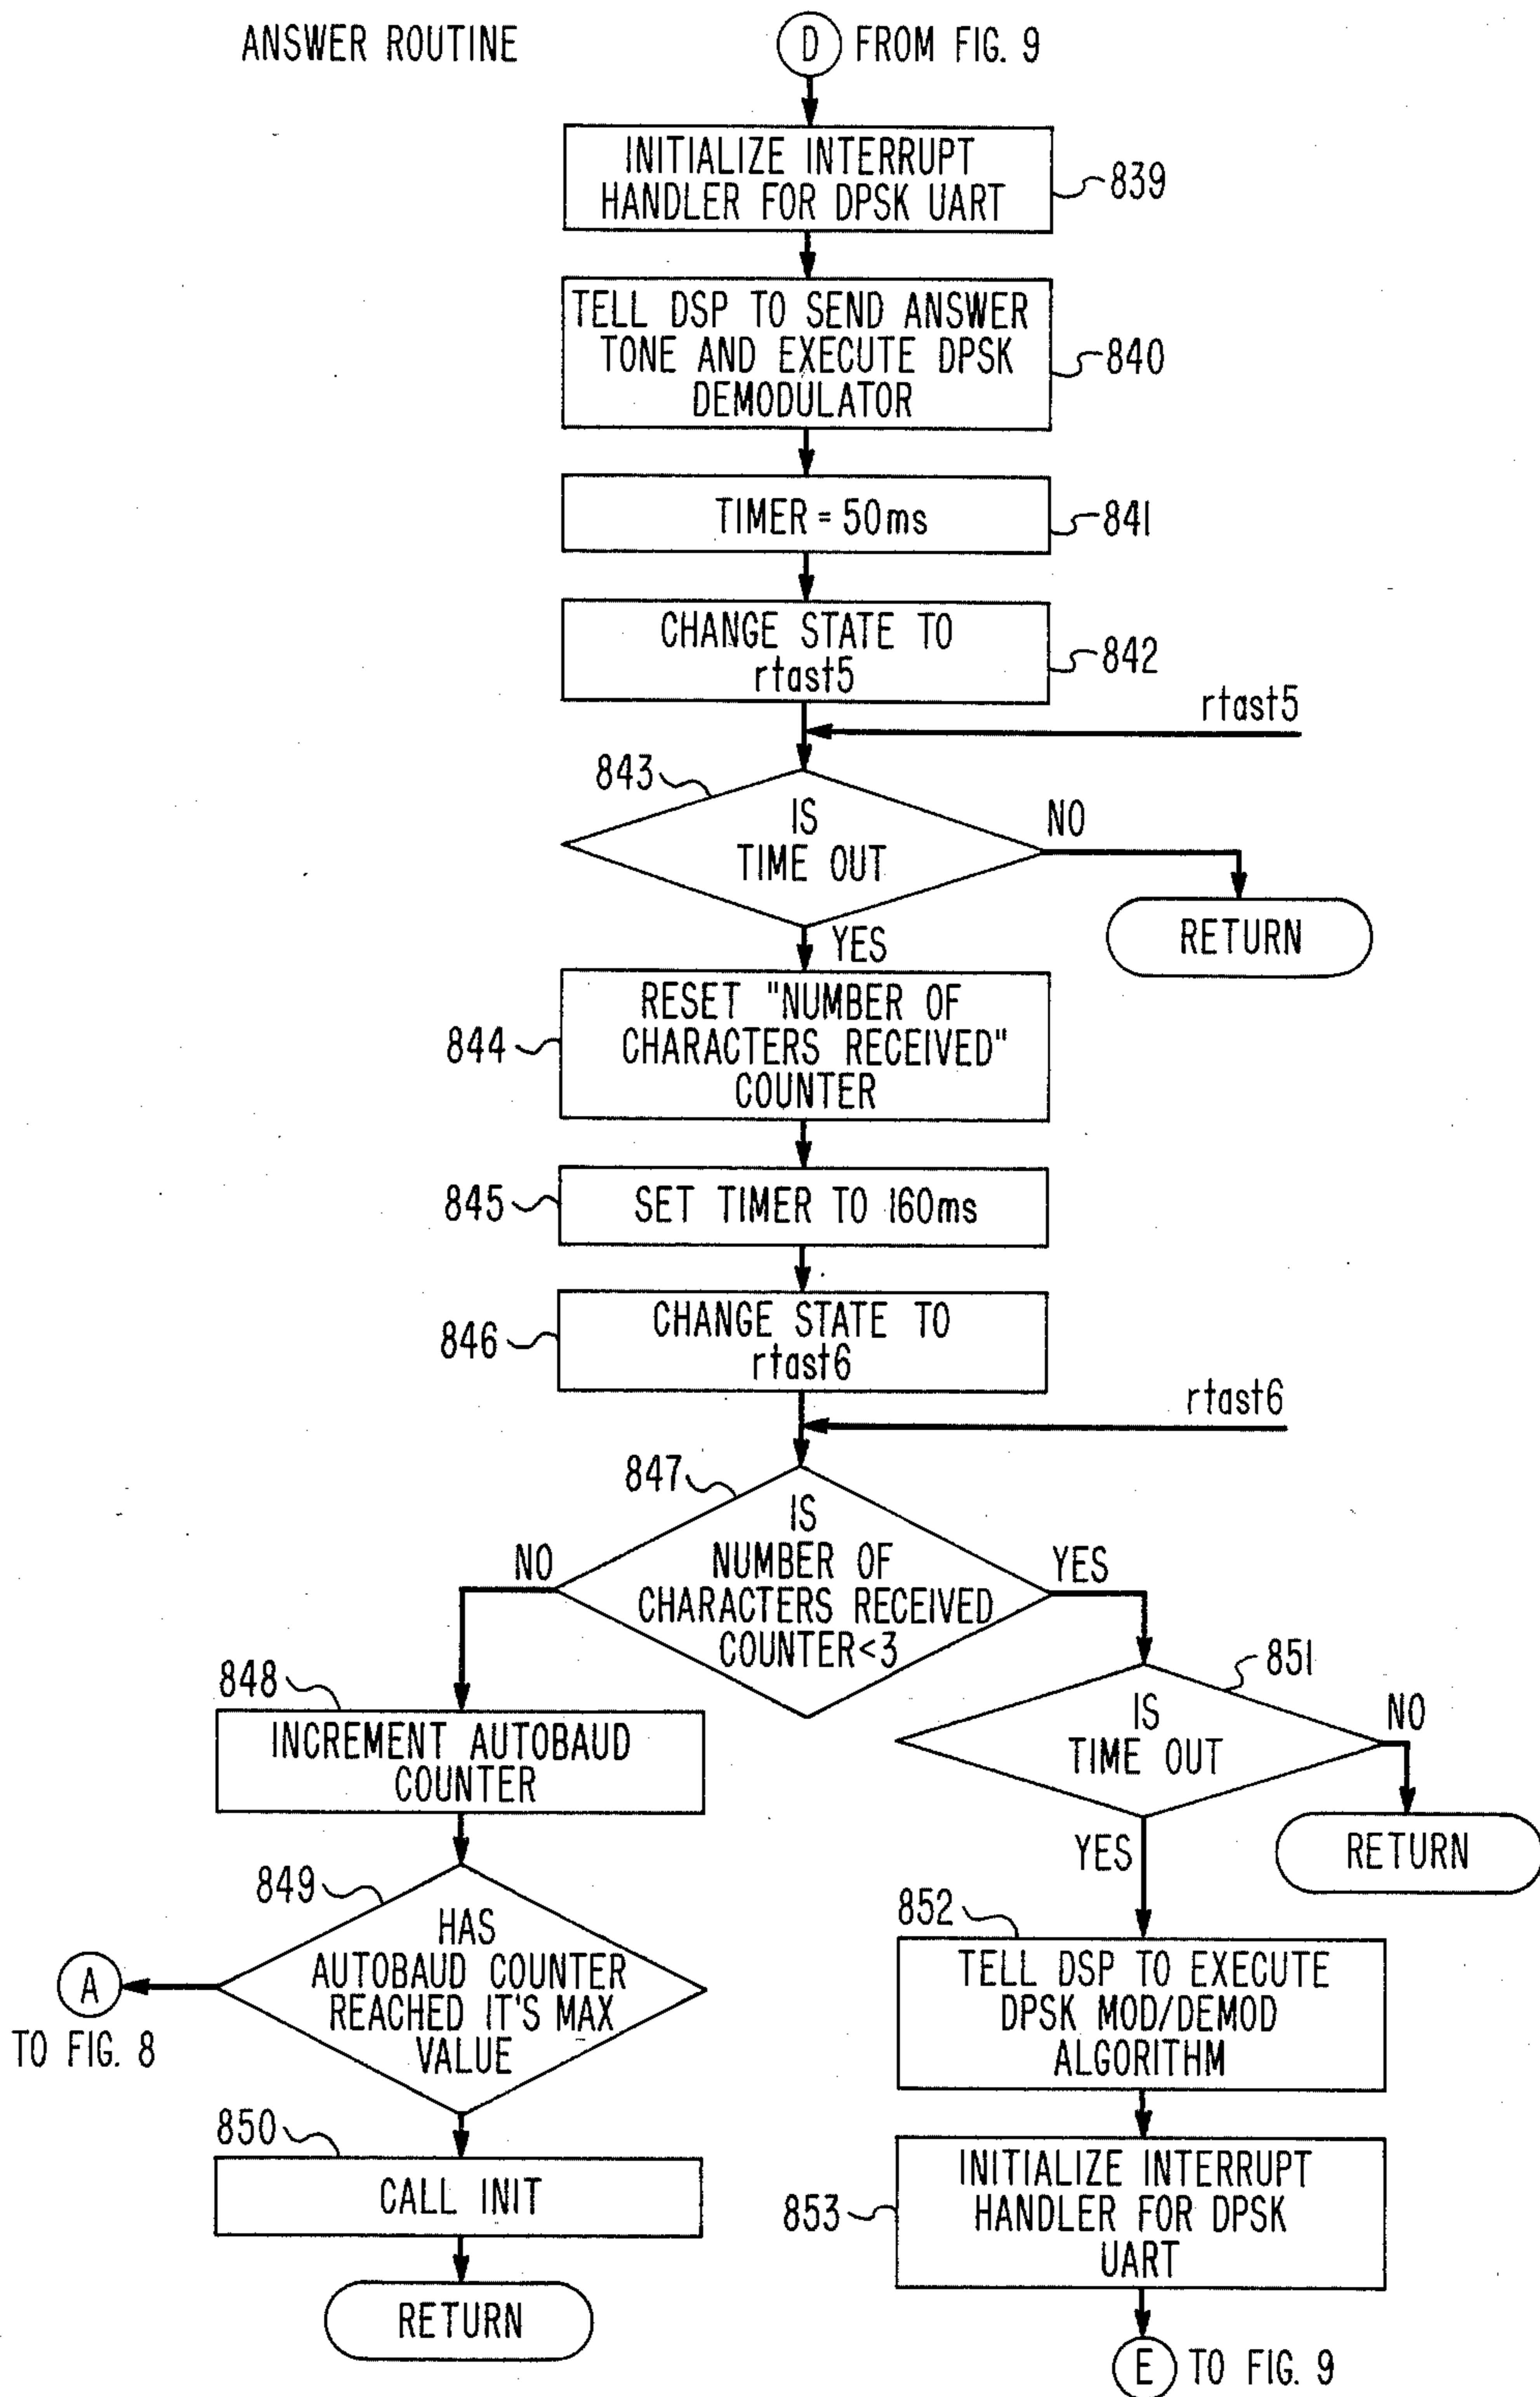 ANSWER ROUTINE
D FROM FIG. 9
INITIALIZE INTERRUPT
HANDLER FOR DPSK UART
839
TELL DSP TO SEND ANSWER
TONE AND EXECUTE DPSK
DEMODULATOR
840
TIMER = 50ms
841
CHANGE STATE TO
rtast5
842
rtast5
843
IS
TIME OUT
NO
RETURN
YES
RESET "NUMBER OF
CHARACTERS RECEIVED"
COUNTER
844
845
SET TIMER TO 160ms
CHANGE STATE TO
rtast6
846
rtast6
847
IS
NUMBER OF
CHARACTERS RECEIVED
COUNTER<3
NO
YES
848
INCREMENT AUTOBAUD
COUNTER
851
IS
TIME OUT
NO
RETURN
YES
849
HAS
AUTOBAUD COUNTER
REACHED IT'S MAX
VALUE
A
TO FIG. 8
852
TELL DSP TO EXECUTE
DPSK MOD/DEMOD
ALGORITHM
850
CALL INIT
RETURN
853
INITIALIZE INTERRUPT
HANDLER FOR DPSK
UART
E TO FIG. 9